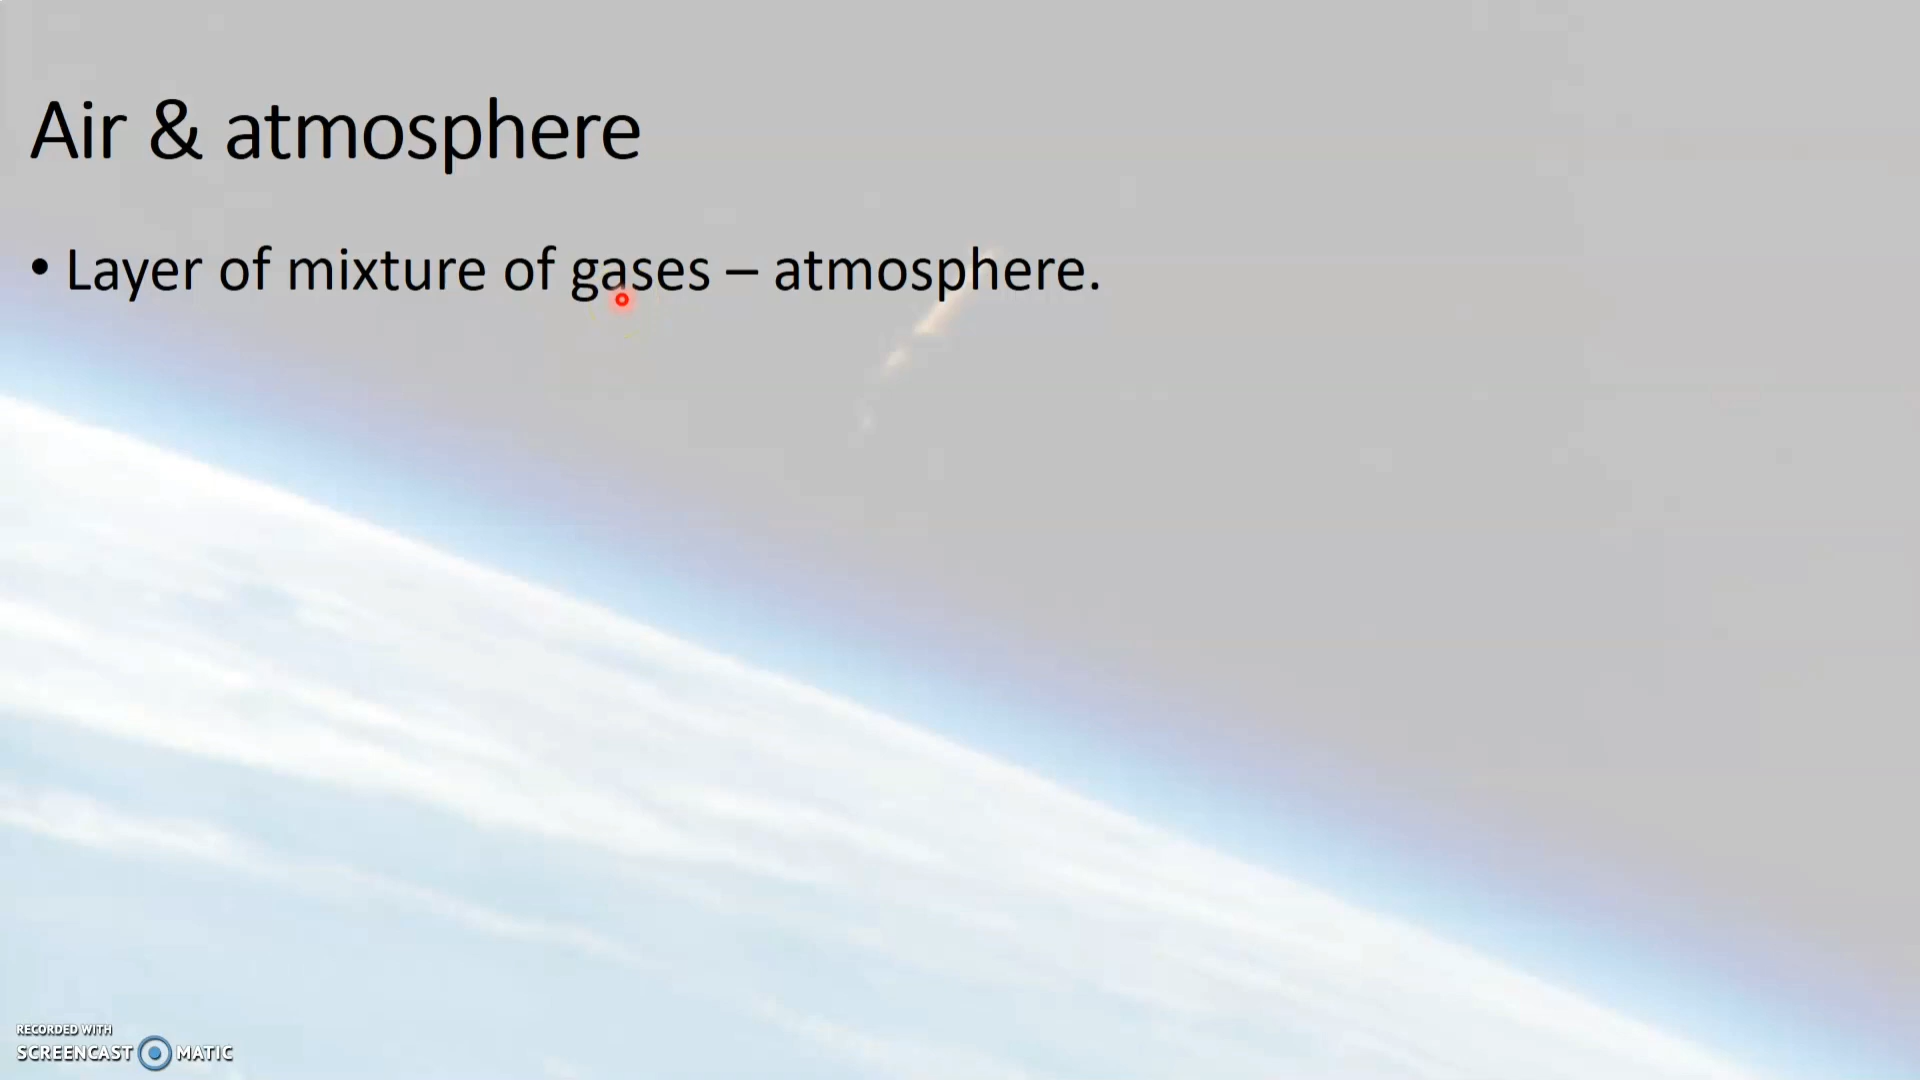 Air & atmosphere
• Layer of mixture of gases – atmosphere.
RECORDED WITH
SCREENCAST MATIC